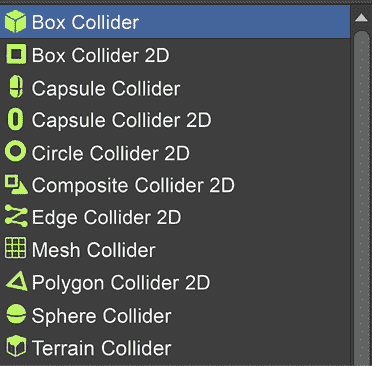 Box Collider
Box Collider 2D
Capsule Collider
Capsule Collider 2D
Circle Collider 2D
Composite Collider 2D
Edge Collider 2D
Mesh Collider
Polygon Collider 2D
Sphere Collider
Terrain Collider